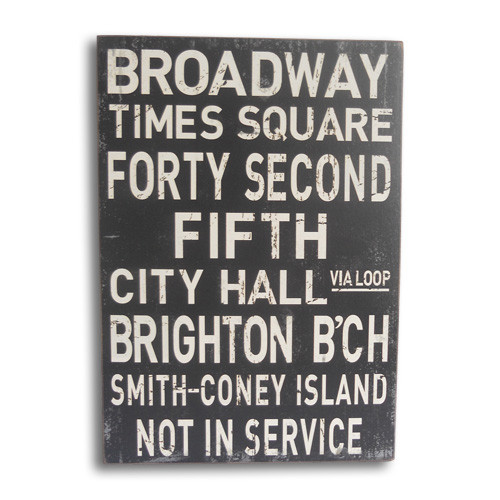 BROADWAY
TIMES SQUARE
FORTY SECOND
FIFTH
CITY HALL VIA LOOP
BRIGHTON B'CH
SMITH-CONEY ISLAND
NOT IN SERVICE